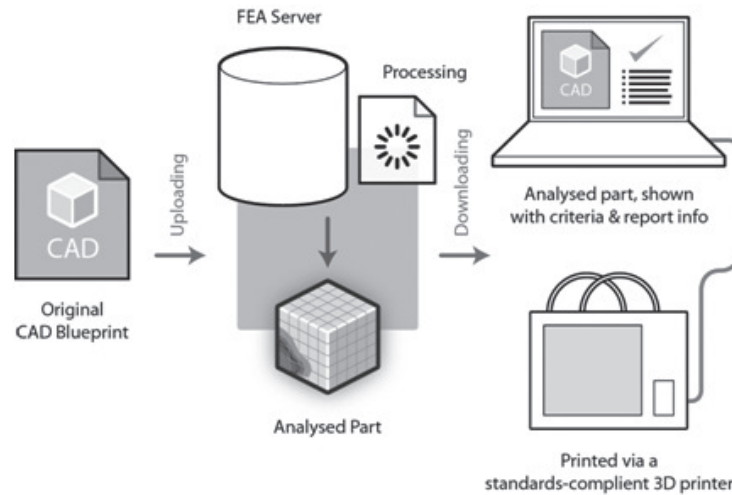 FEA Server
Processing
CAD
Uploading
Downloading
CAD
Original
CAD Blueprint
Analysed Part
Analysed part, shown
with criteria & report info
Printed via a
standards-complient 3D printer